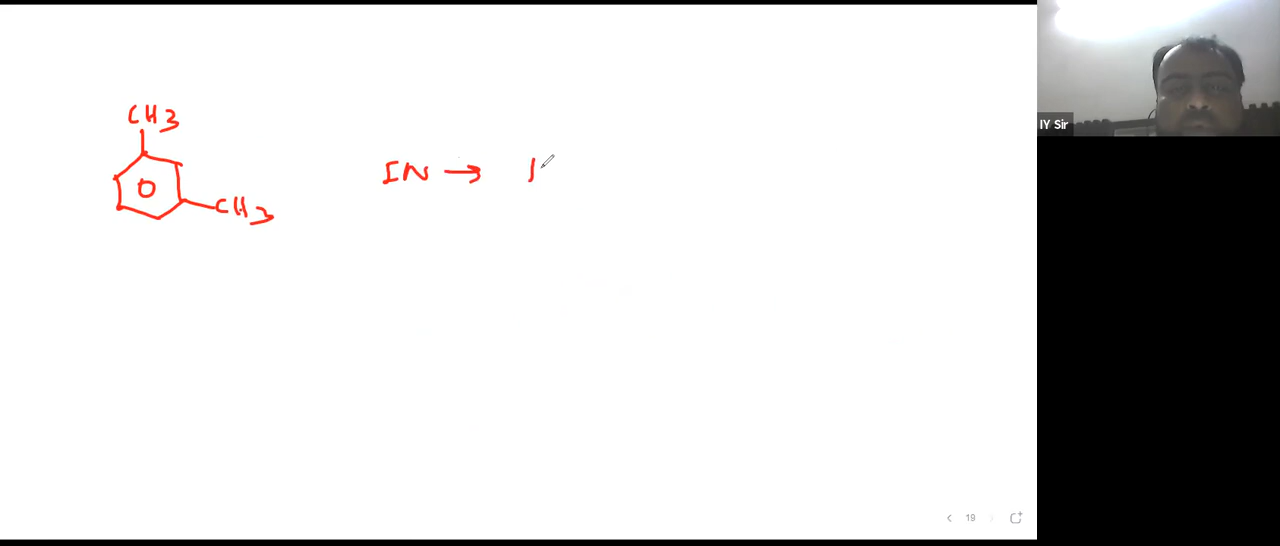 CH3
CH3
IN →
IY Sir
19